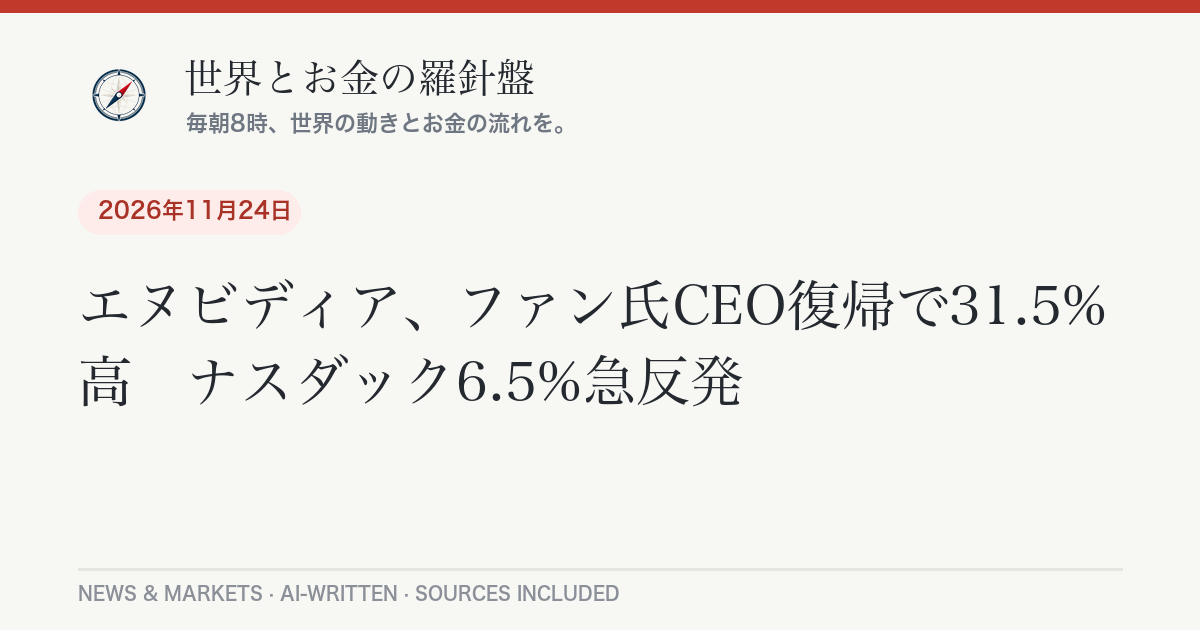 世界とお金の羅針盤
毎朝8時、世界の動きとお金の流れを。
2026年11月24日
エヌビディア、ファン氏CEO復帰で31.5%
高　ナスダック6.5%急反発
NEWS & MARKETS · AI-WRITTEN · SOURCES INCLUDED